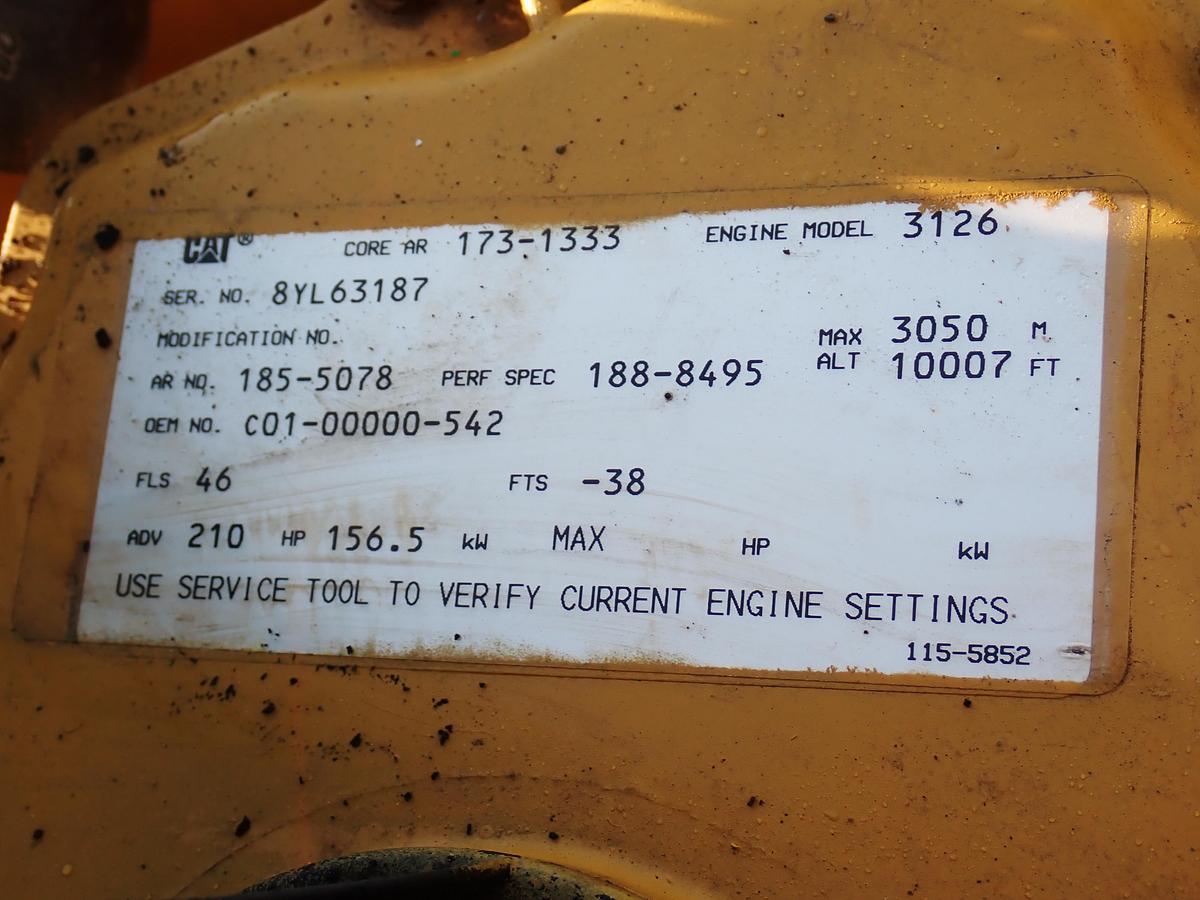 CAT® CORE AR 173-1333 ENGINE MODEL 3126
SER. NO. 8YL63187
MODIFICATION NO.
MAX ALT 3050 M 10007 FT
AR NO. 185-5078 PERF SPEC 188-8495
OEM NO. C01-00000-542
FLS 46 FTS -38
ADV 210 HP 156.5 kW MAX HP kW
USE SERVICE TOOL TO VERIFY CURRENT ENGINE SETTINGS
115-5852